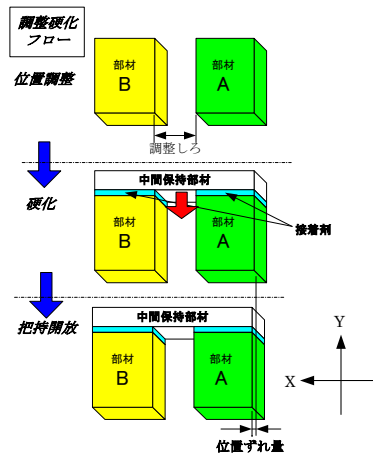 調整硬化
フロー
位置調整
部材
B
部材
A
調整しろ
中間保持部材
硬化
接着剤
部材
B
部材
A
中間保持部材
把持開放
部材
B
部材
A
Y
X
位置ずれ量